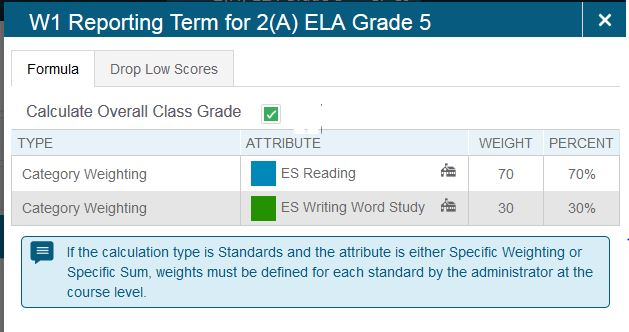 W1 Reporting Term for 2(A) ELA Grade 5
Formula Drop Low Scores
Calculate Overall Class Grade
TYPE ATTRIBUTE WEIGHT PERCENT
Category Weighting ES Reading 70 70%
Category Weighting ES Writing Word Study 30 30%
If the calculation type is Standards and the attribute is either Specific Weighting or
Specific Sum, weights must be defined for each standard by the administrator at the
course level.